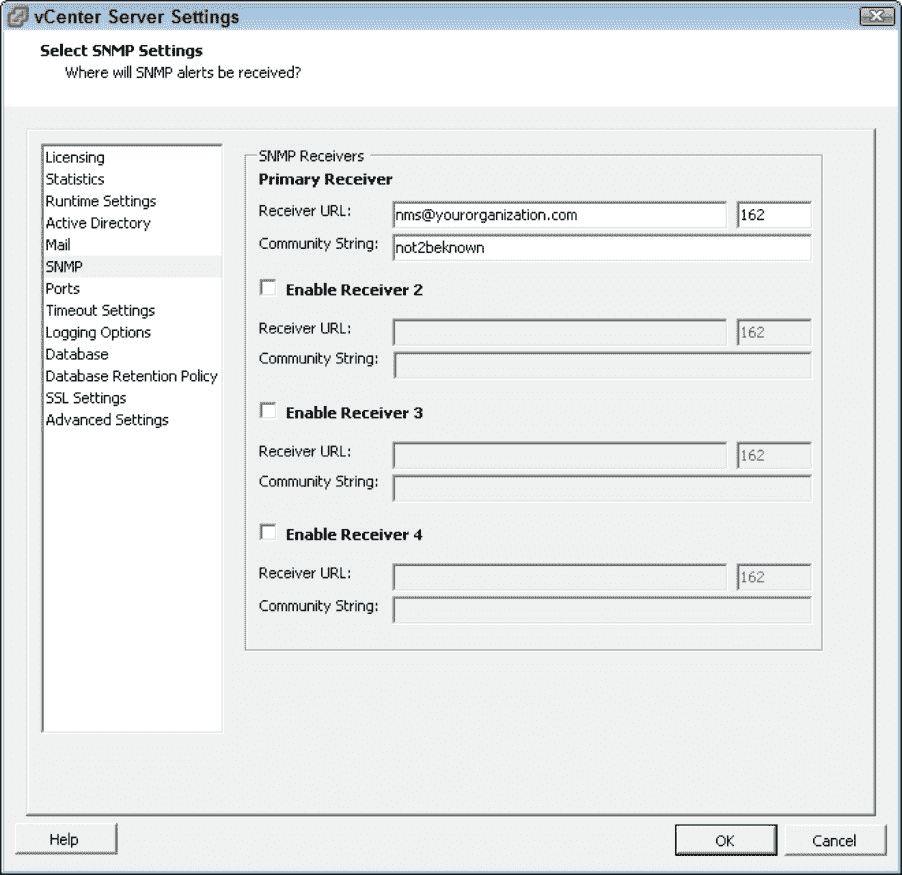 vCenter Server Settings
Select SNMP Settings
Where will SNMP alerts be received?
Licensing
Statistics
Runtime Settings
Active Directory
Mail
SNMP
Ports
Timeout Settings
Logging Options
Database
Database Retention Policy
SSL Settings
Advanced Settings
SNMP Receivers
Primary Receiver
Receiver URL: nms@yourorganization.com 162
Community String: not2beknown
Enable Receiver 2
Receiver URL: 162
Community String:
Enable Receiver 3
Receiver URL: 162
Community String:
Enable Receiver 4
Receiver URL: 162
Community String:
Help OK Cancel